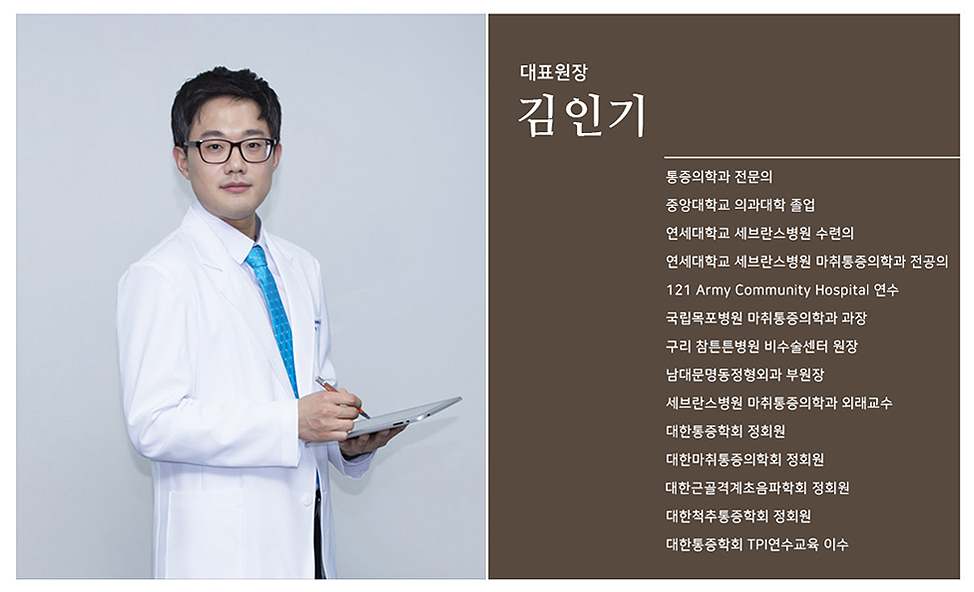 대표원장
김인기
통증의학과 전문의
중앙대학교 의과대학 졸업
연세대학교 세브란스병원 수련의
연세대학교 세브란스병원 마취통증의학과 전공의
121 Army Community Hospital 연수
국립목포병원 마취통증의학과 과장
구리 참튼튼병원 비수술센터 원장
남대문명동정형외과 부원장
세브란스병원 마취통증의학과 외래교수
대한통증학회 정회원
대한마취통증의학회 정회원
대한근골격계초음파학회 정회원
대한척추통증학회 정회원
대한통증학회 TPI연수교육 이수